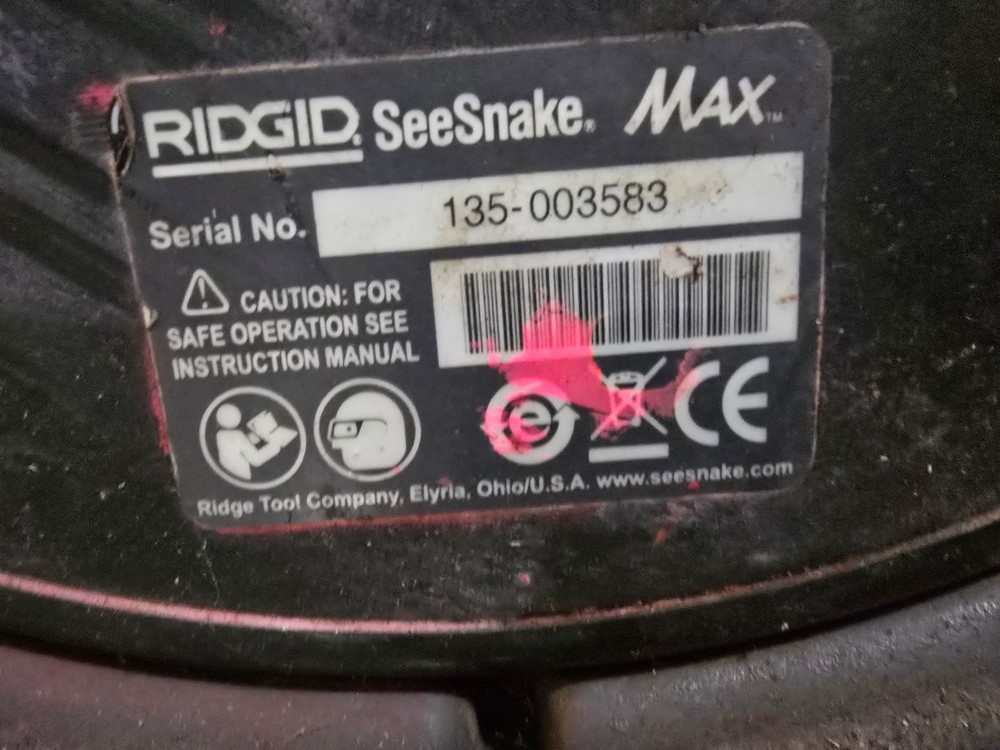 RIDGID® SeeSnake® MAX™
Serial No. 135-003583
⚠ CAUTION: FOR
SAFE OPERATION SEE
INSTRUCTION MANUAL
e CE
Ridge Tool Company, Elyria, Ohio/U.S.A. www.seesnake.com